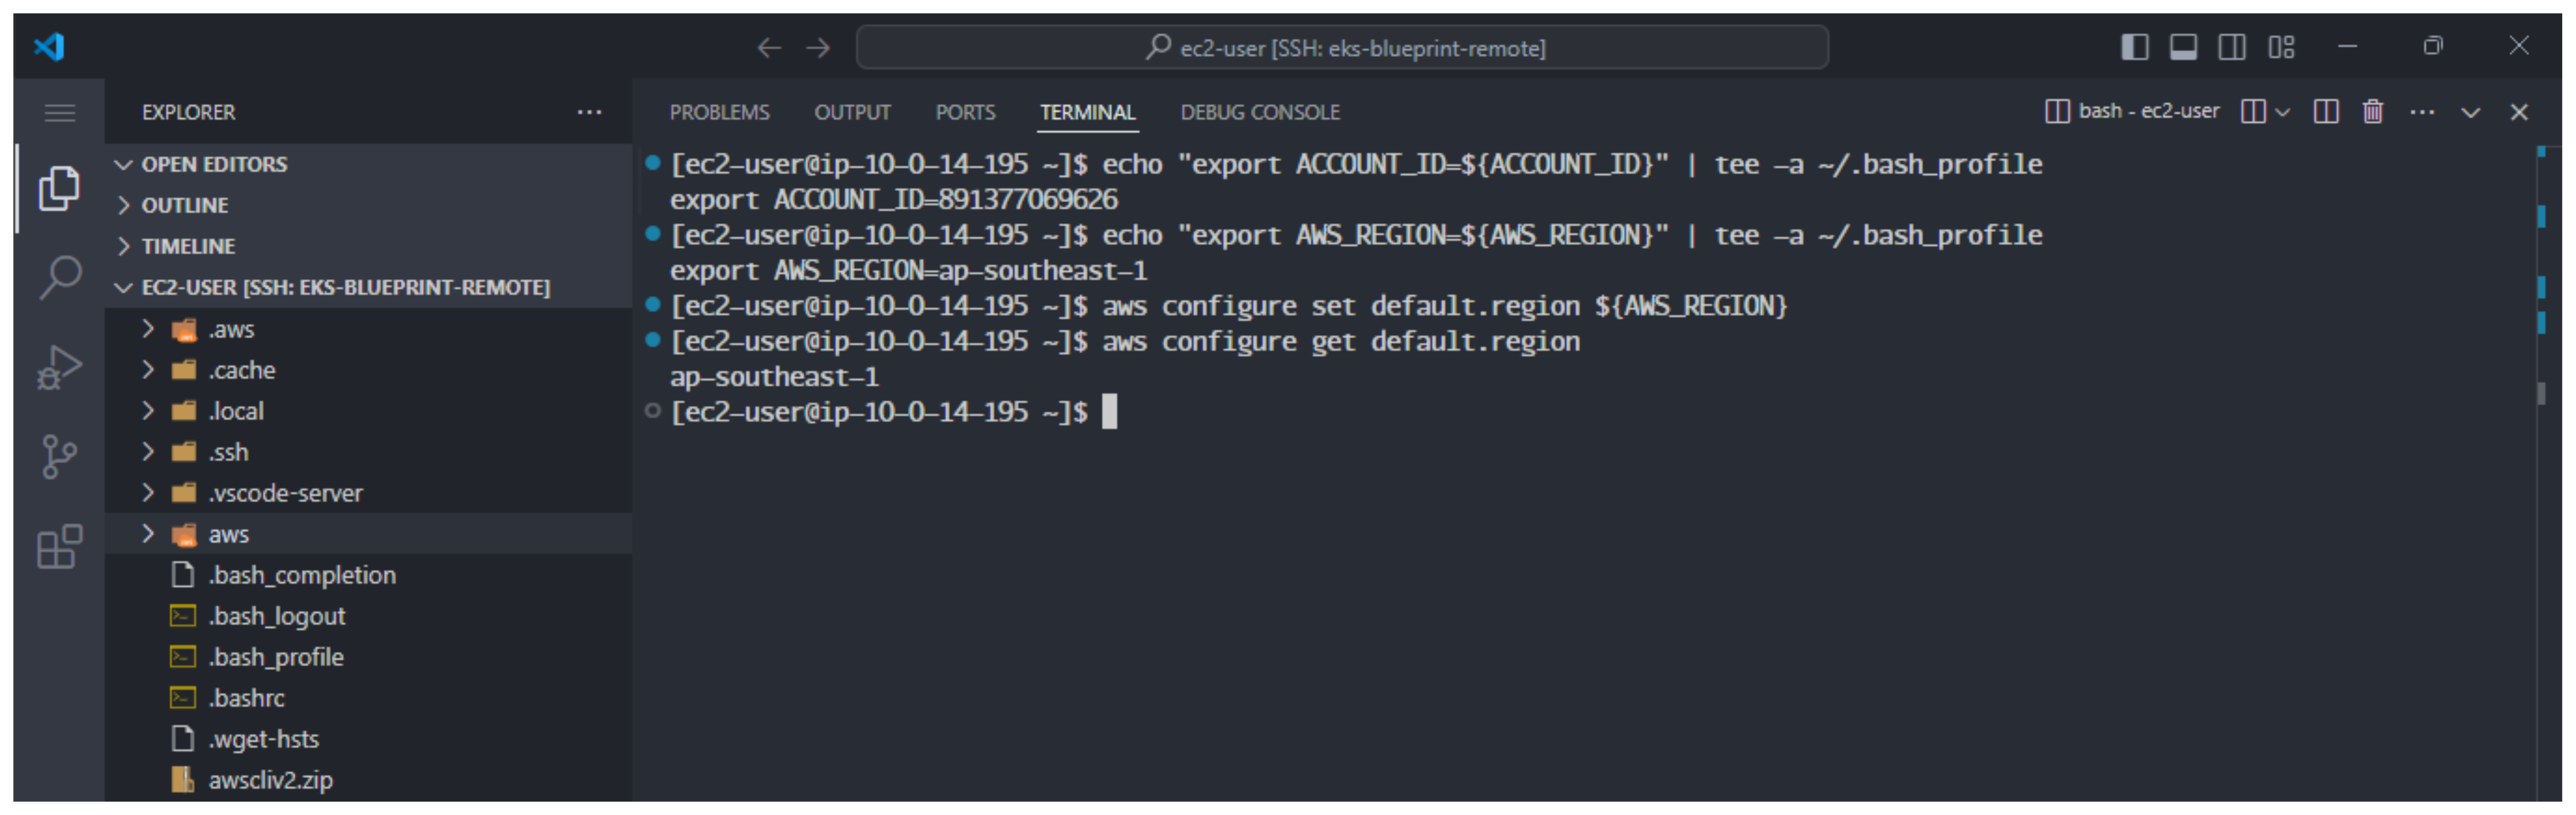 ec2-user [SSH: eks-blueprint-remote]
EXPLORER
OPEN EDITORS
OUTLINE
TIMELINE
EC2-USER [SSH: EKS-BLUEPRINT-REMOTE]
.aws
.cache
.local
.ssh
.vscode-server
aws
.bash_completion
.bash_logout
.bash_profile
.bashrc
.wget-hsts
awscliv2.zip
PROBLEMS OUTPUT PORTS TERMINAL DEBUG CONSOLE
bash - ec2-user
[ec2-user@ip-10-0-14-195 ~]$ echo "export ACCOUNT_ID=${ACCOUNT_ID}" | tee -a ~/.bash_profile
export ACCOUNT_ID=891377069626
[ec2-user@ip-10-0-14-195 ~]$ echo "export AWS_REGION=${AWS_REGION}" | tee -a ~/.bash_profile
export AWS_REGION=ap-southeast-1
[ec2-user@ip-10-0-14-195 ~]$ aws configure set default.region ${AWS_REGION}
[ec2-user@ip-10-0-14-195 ~]$ aws configure get default.region
ap-southeast-1
[ec2-user@ip-10-0-14-195 ~]$